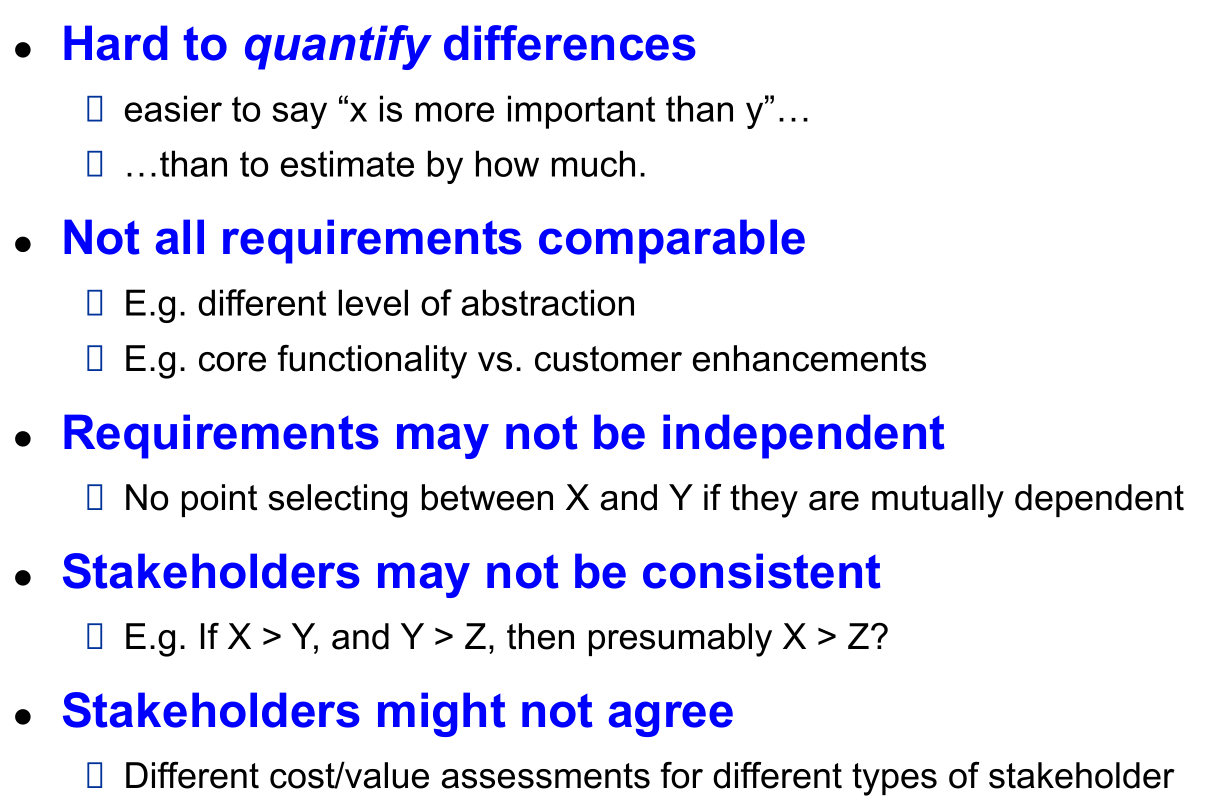 ● Hard to quantify differences
▯ easier to say “x is more important than y”…
▯ …than to estimate by how much.
● Not all requirements comparable
▯ E.g. different level of abstraction
▯ E.g. core functionality vs. customer enhancements
● Requirements may not be independent
▯ No point selecting between X and Y if they are mutually dependent
● Stakeholders may not be consistent
▯ E.g. If X > Y, and Y > Z, then presumably X > Z?
● Stakeholders might not agree
▯ Different cost/value assessments for different types of stakeholder